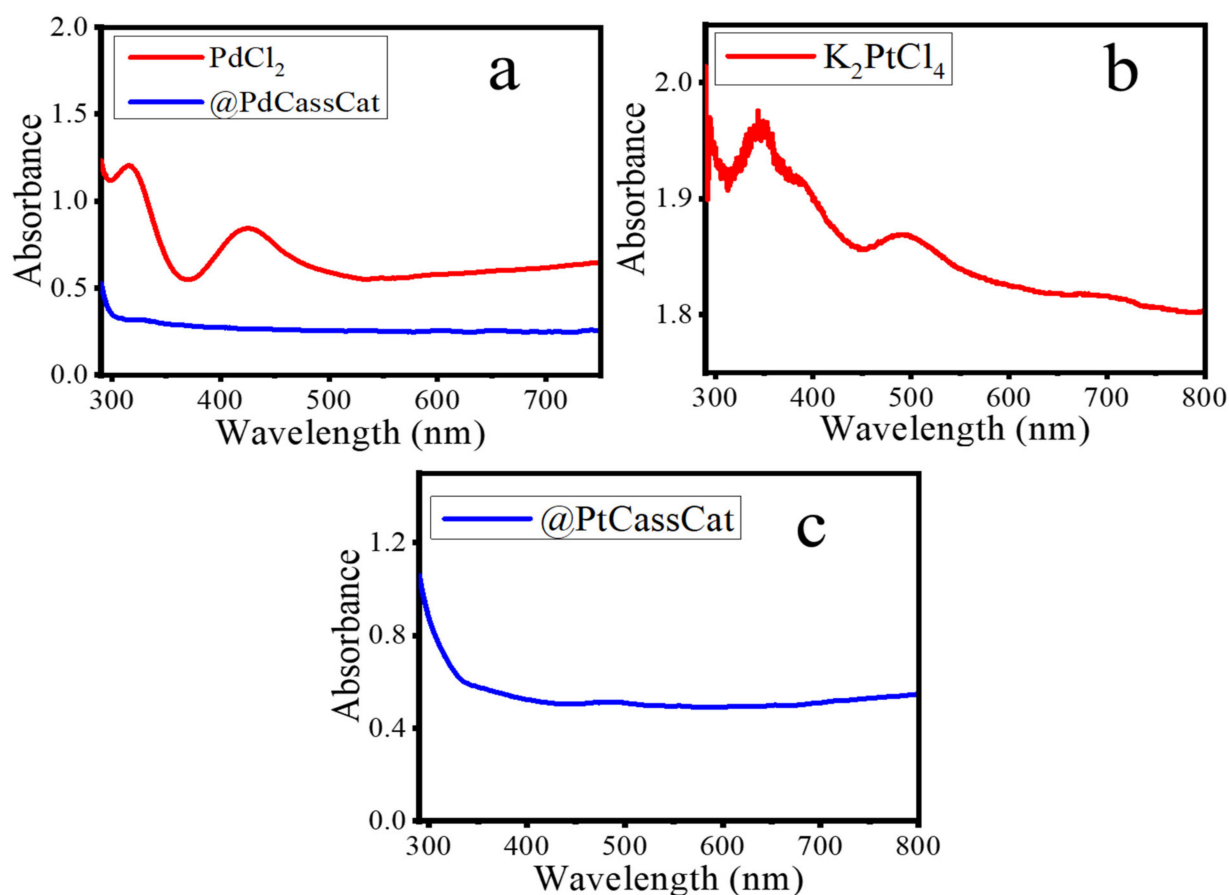 PdCl₂
@PdCassCat
a
2.0
1.5
1.0
0.5
0.0
Absorbance
300 400 500 600 700
Wavelength (nm)
K₂PtCl₄
b
2.0
1.9
1.8
Absorbance
300 400 500 600 700 800
Wavelength (nm)
@PtCassCat
c
1.2
0.8
0.4
0.0
Absorbance
300 400 500 600 700 800
Wavelength (nm)